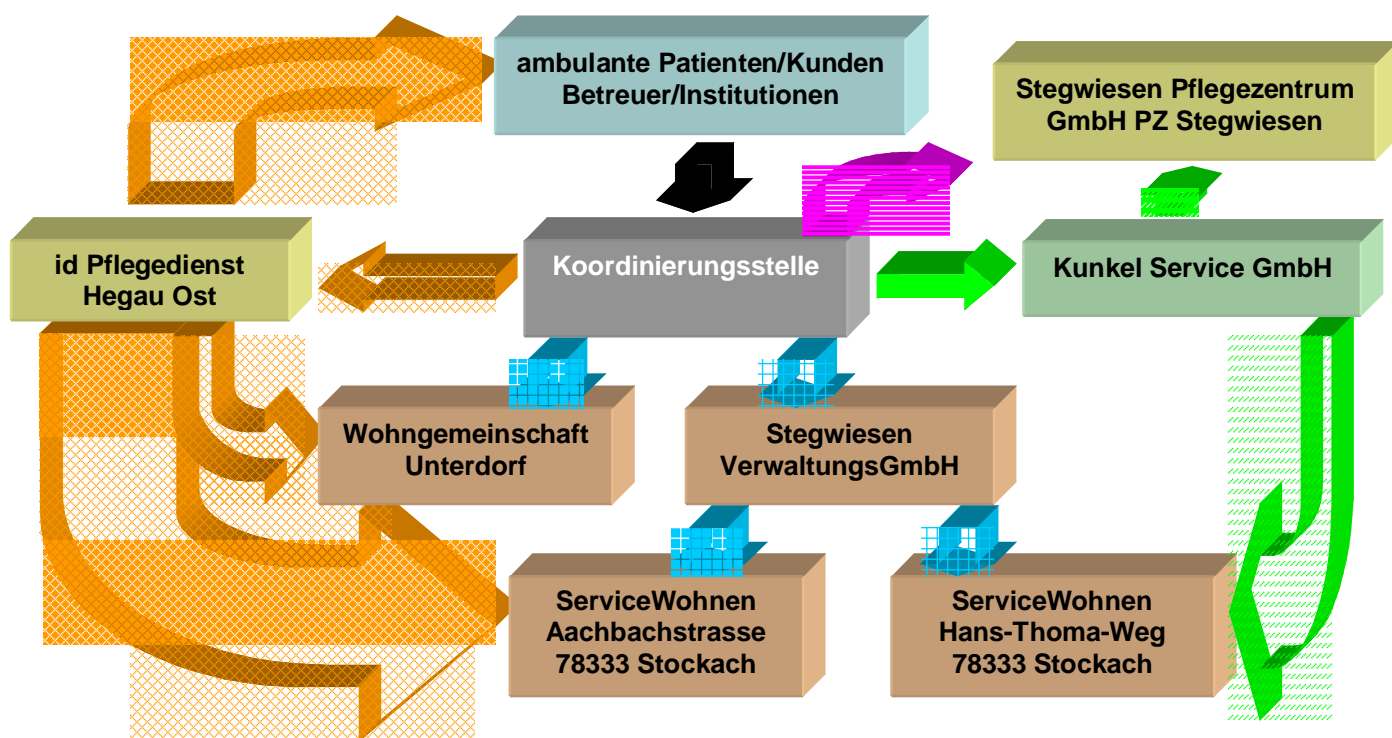 ambulante Patienten/Kunden
Betreuer/Institutionen
Stegwiesen Pflegezentrum
GmbH PZ Stegwiesen
id Pflegedienst
Hegau Ost
Koordinierungsstelle
Kunkel Service GmbH
Wohngemeinschaft
Unterdorf
Stegwiesen
VerwaltungsGmbH
ServiceWohnen
Aachbachstrasse
78333 Stockach
ServiceWohnen
Hans-Thoma-Weg
78333 Stockach